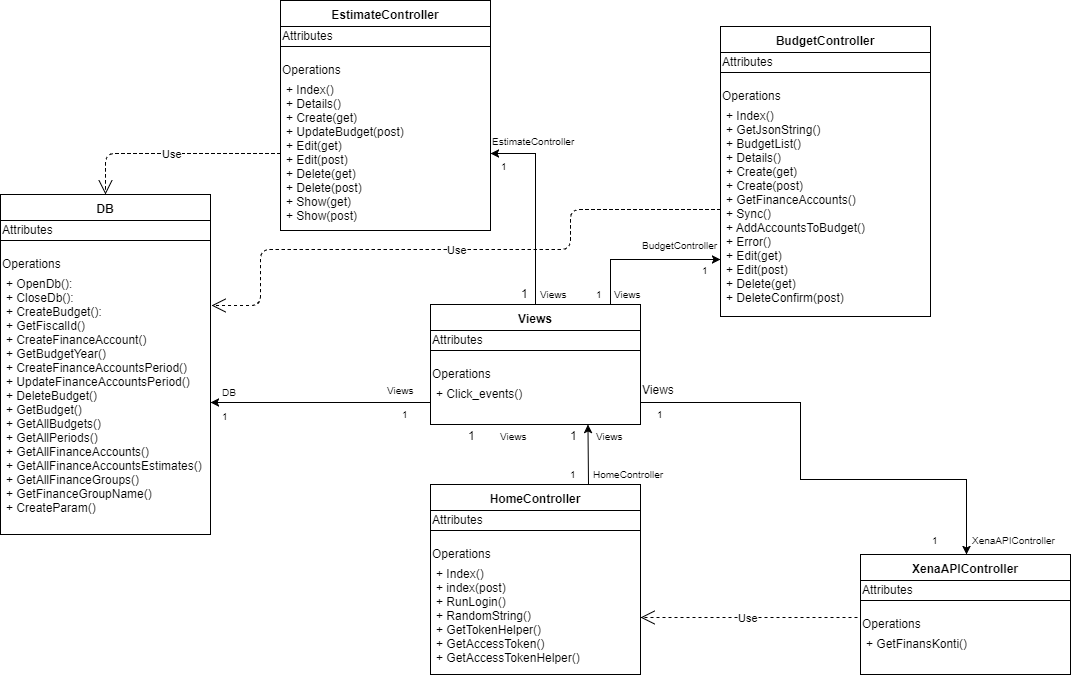 EstimateController
Attributes
Operations
+ Index()
+ Details()
+ Create(get)
+ UpdateBudget(post)
+ Edit(get)
+ Edit(post)
+ Delete(get)
+ Delete(post)
+ Show(get)
+ Show(post)
BudgetController
Attributes
Operations
+ Index()
+ GetJsonString()
+ BudgetList()
+ Details()
+ Create(get)
+ Create(post)
+ GetFinanceAccounts()
+ Sync()
+ AddAccountsToBudget()
+ Error()
+ Edit(get)
+ Edit(post)
+ Delete(get)
+ DeleteConfirm(post)
Use
EstimateController
1
Use
BudgetController
1
1 Views
1 Views
DB
Attributes
Operations
+ OpenDb():
+ CloseDb():
+ CreateBudget():
+ GetFiscalId()
+ CreateFinanceAccount()
+ GetBudgetYear()
+ CreateFinanceAccountsPeriod()
+ UpdateFinanceAccountsPeriod()
+ DeleteBudget()
+ GetBudget()
+ GetAllBudgets()
+ GetAllPeriods()
+ GetAllFinanceAccounts()
+ GetAllFinanceAccountsEstimates()
+ GetAllFinanceGroups()
+ GetFinanceGroupName()
+ CreateParam()
Views
Attributes
Operations
+ Click_events()
DB
1
Views
1
Views
1
1 Views
1 Views
1 HomeController
HomeController
Attributes
Operations
+ Index()
+ index(post)
+ RunLogin()
+ RandomString()
+ GetTokenHelper()
+ GetAccessToken()
+ GetAccessTokenHelper()
1 XenaAPIController
XenaAPIController
Attributes
Operations
+ GetFinansKonti()
Use